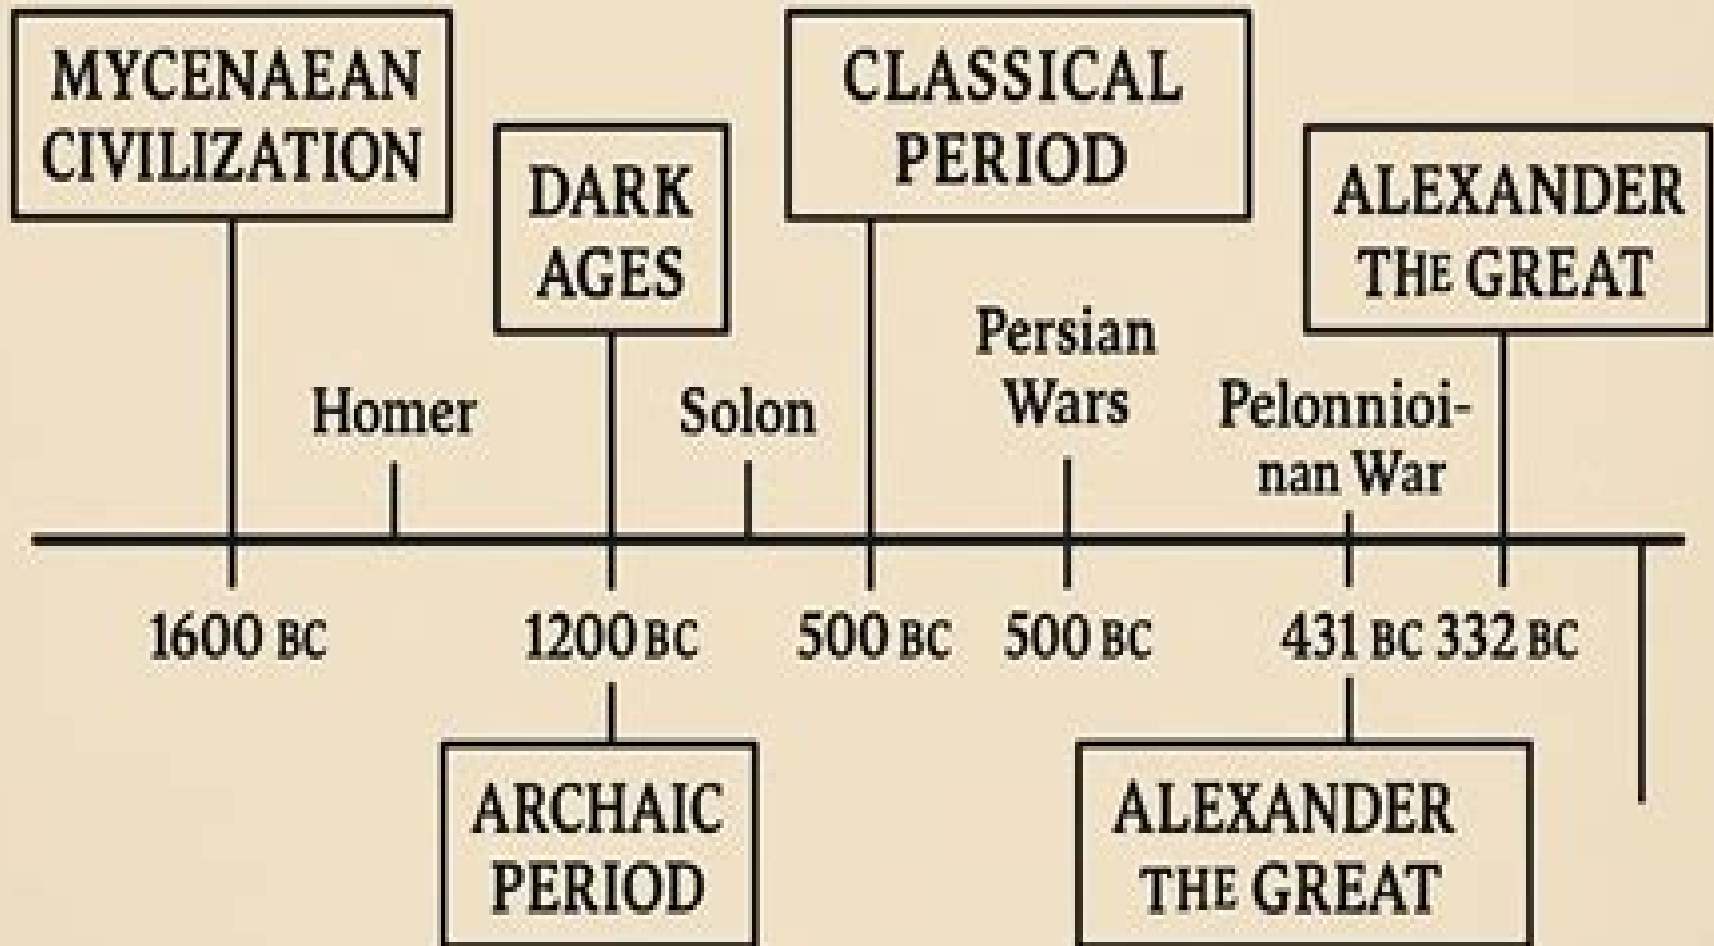 MYCENAEAN
CIVILIZATION
DARK
AGES
CLASSICAL
PERIOD
ALEXANDER
THE GREAT
Homer
Solon
Persian
Wars
Pelonnioi-
nan War
1600 BC
1200 BC
500 BC
500 BC
431 BC
332 BC
ARCHAIC
PERIOD
ALEXANDER
THE GREAT